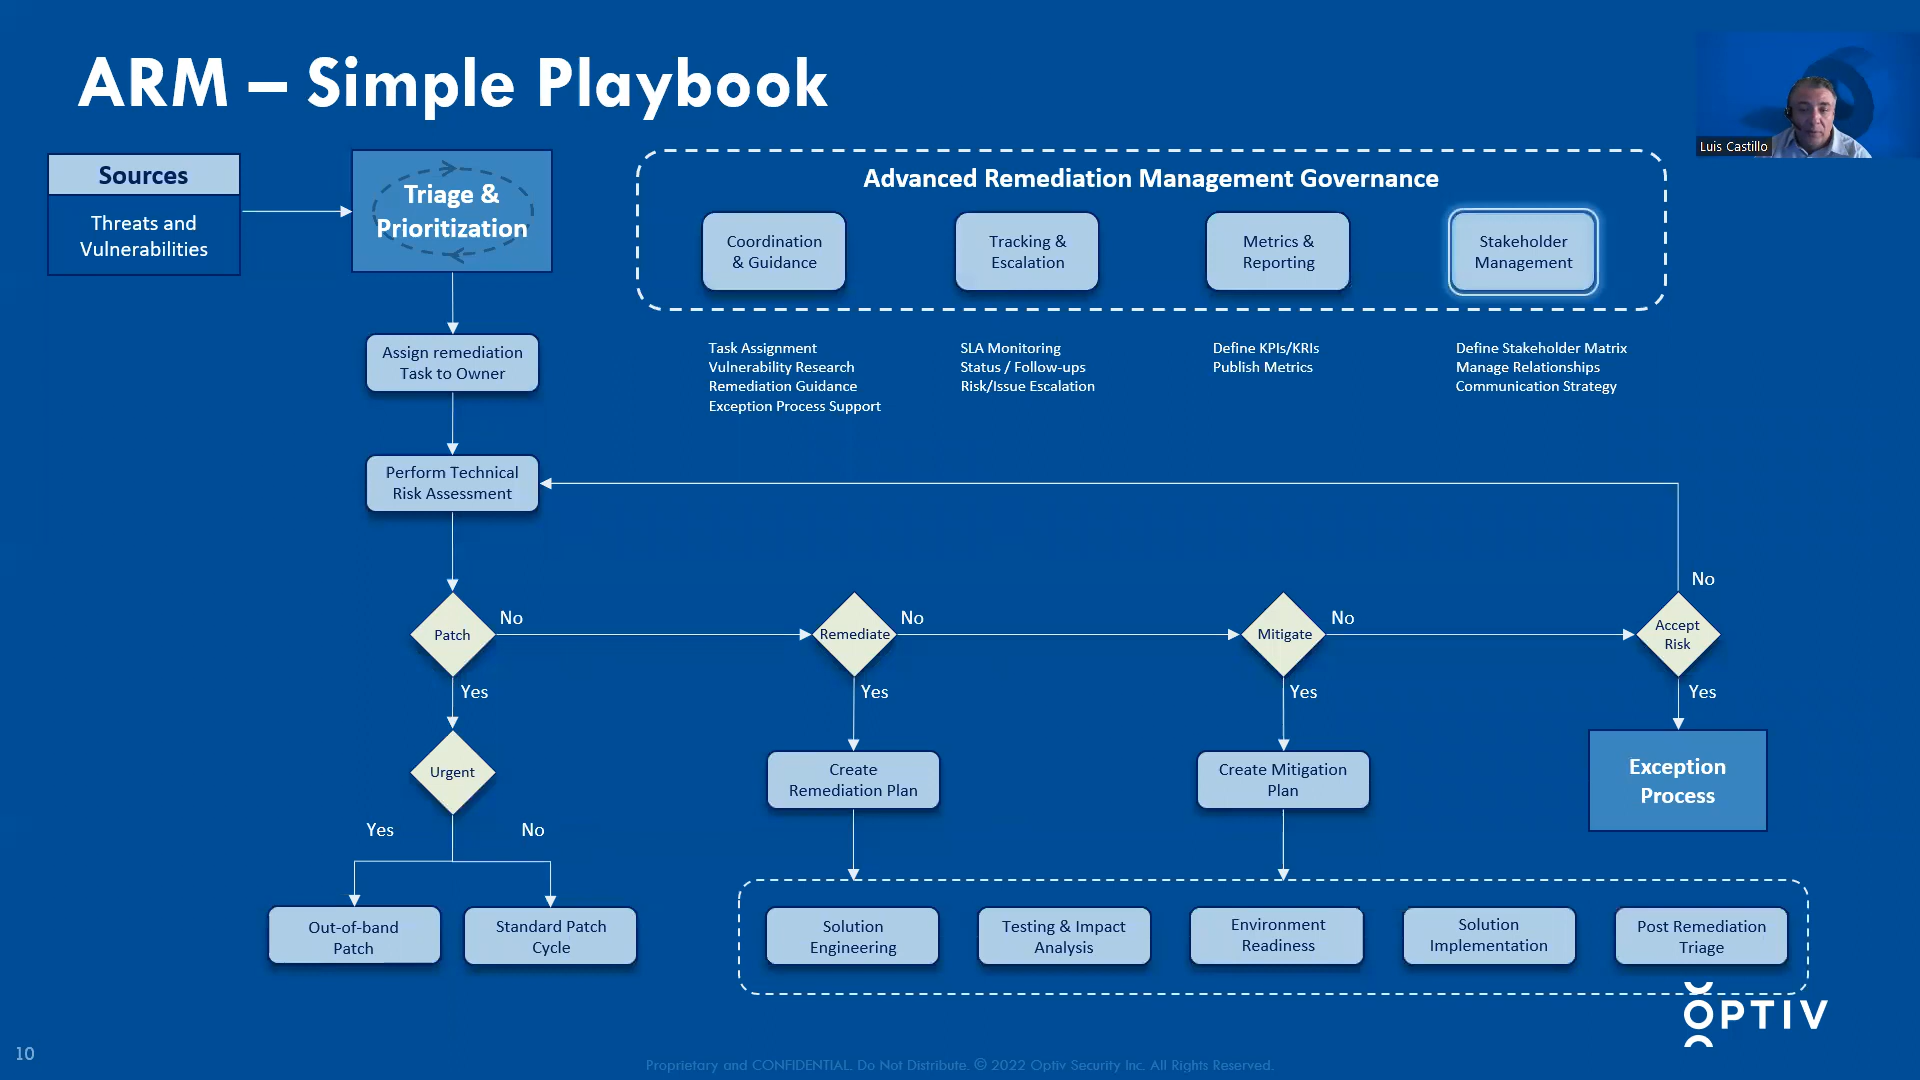 ARM – Simple Playbook
Luis Castillo
Sources
Threats and
Vulnerabilities
Triage &
Prioritization
Advanced Remediation Management Governance
Coordination
& Guidance
Tracking &
Escalation
Metrics &
Reporting
Stakeholder
Management
Task Assignment
Vulnerability Research
Remediation Guidance
Exception Process Support
SLA Monitoring
Status / Follow-ups
Risk/Issue Escalation
Define KPIs/KRIs
Publish Metrics
Define Stakeholder Matrix
Manage Relationships
Communication Strategy
Assign remediation
Task to Owner
Perform Technical
Risk Assessment
Patch
No
Remediate
No
Mitigate
No
Accept
Risk
No
Yes
Yes
Yes
Yes
Urgent
Create
Remediation Plan
Create Mitigation
Plan
Exception
Process
Yes
No
Out-of-band
Patch
Standard Patch
Cycle
Solution
Engineering
Testing & Impact
Analysis
Environment
Readiness
Solution
Implementation
Post Remediation
Triage
OPTIV
10
Proprietary and CONFIDENTIAL. Do Not Distribute. © 2022 Optiv Security Inc. All Rights Reserved.